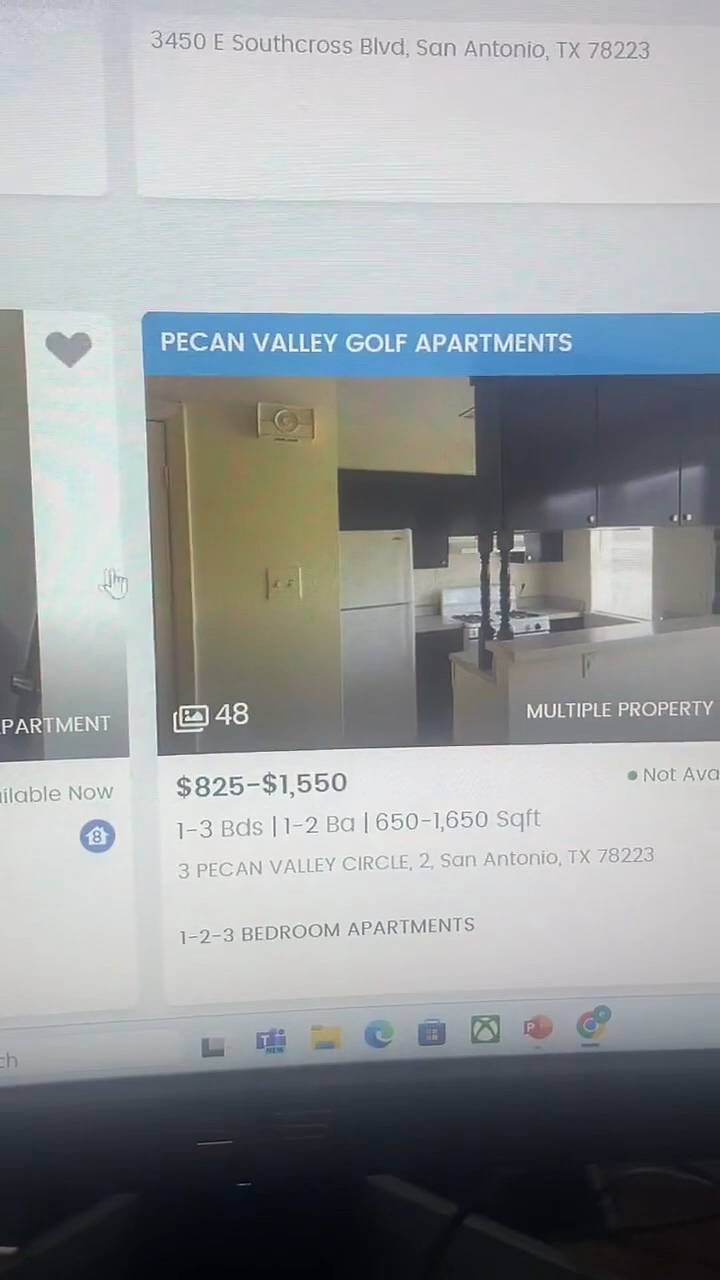 3450 E Southcross Blvd, San Antonio, TX 78223
PECAN VALLEY GOLF APARTMENTS
48
MULTIPLE PROPERTY
PARTMENT
ilable Now
8
$825-$1,550
Not Ava
1-3 Bds | 1-2 Ba | 650-1,650 Sqft
3 PECAN VALLEY CIRCLE, 2, San Antonio, TX 78223
1-2-3 BEDROOM APARTMENTS
ch
T
NEW
P